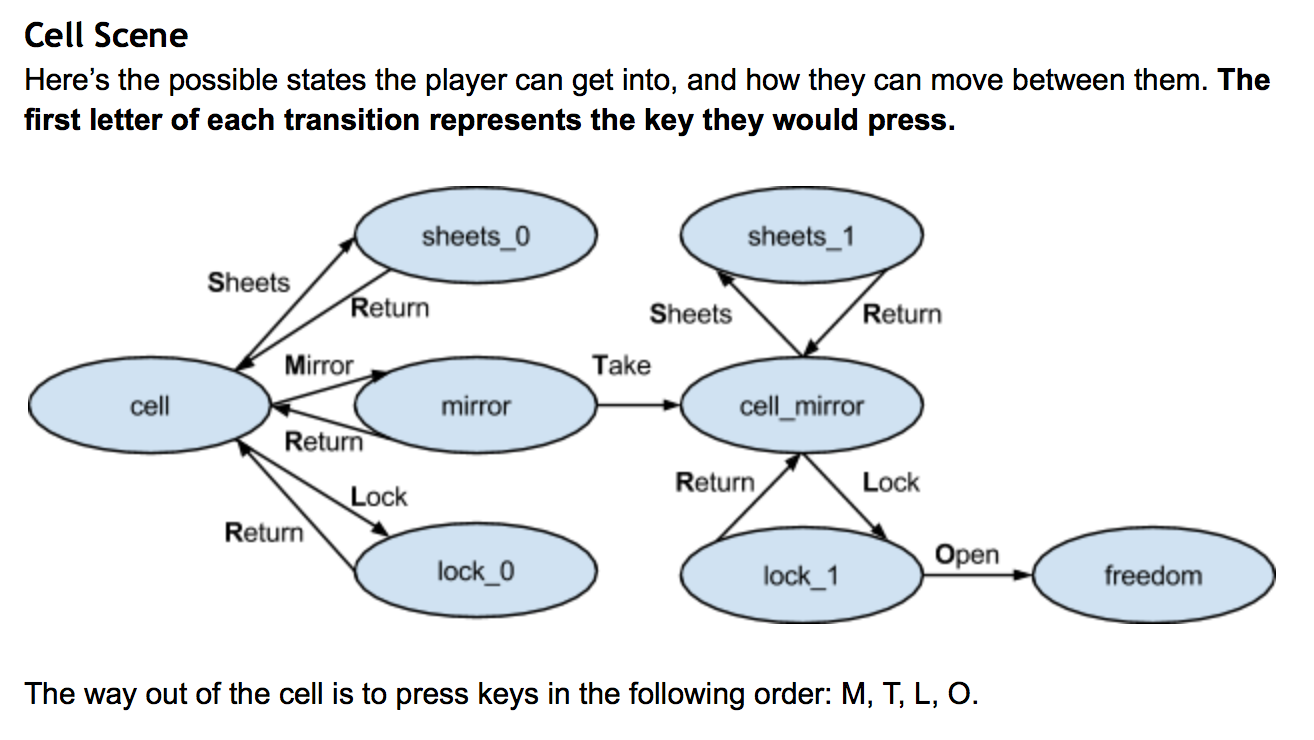 Cell Scene
Here’s the possible states the player can get into, and how they can move between them. The
first letter of each transition represents the key they would press.
sheets_0
sheets_1
Sheets
Return
Sheets
Return
Mirror
Take
cell
mirror
cell_mirror
Return
Lock
Return
Return
Lock
lock_0
lock_1
Open
freedom
The way out of the cell is to press keys in the following order: M, T, L, O.